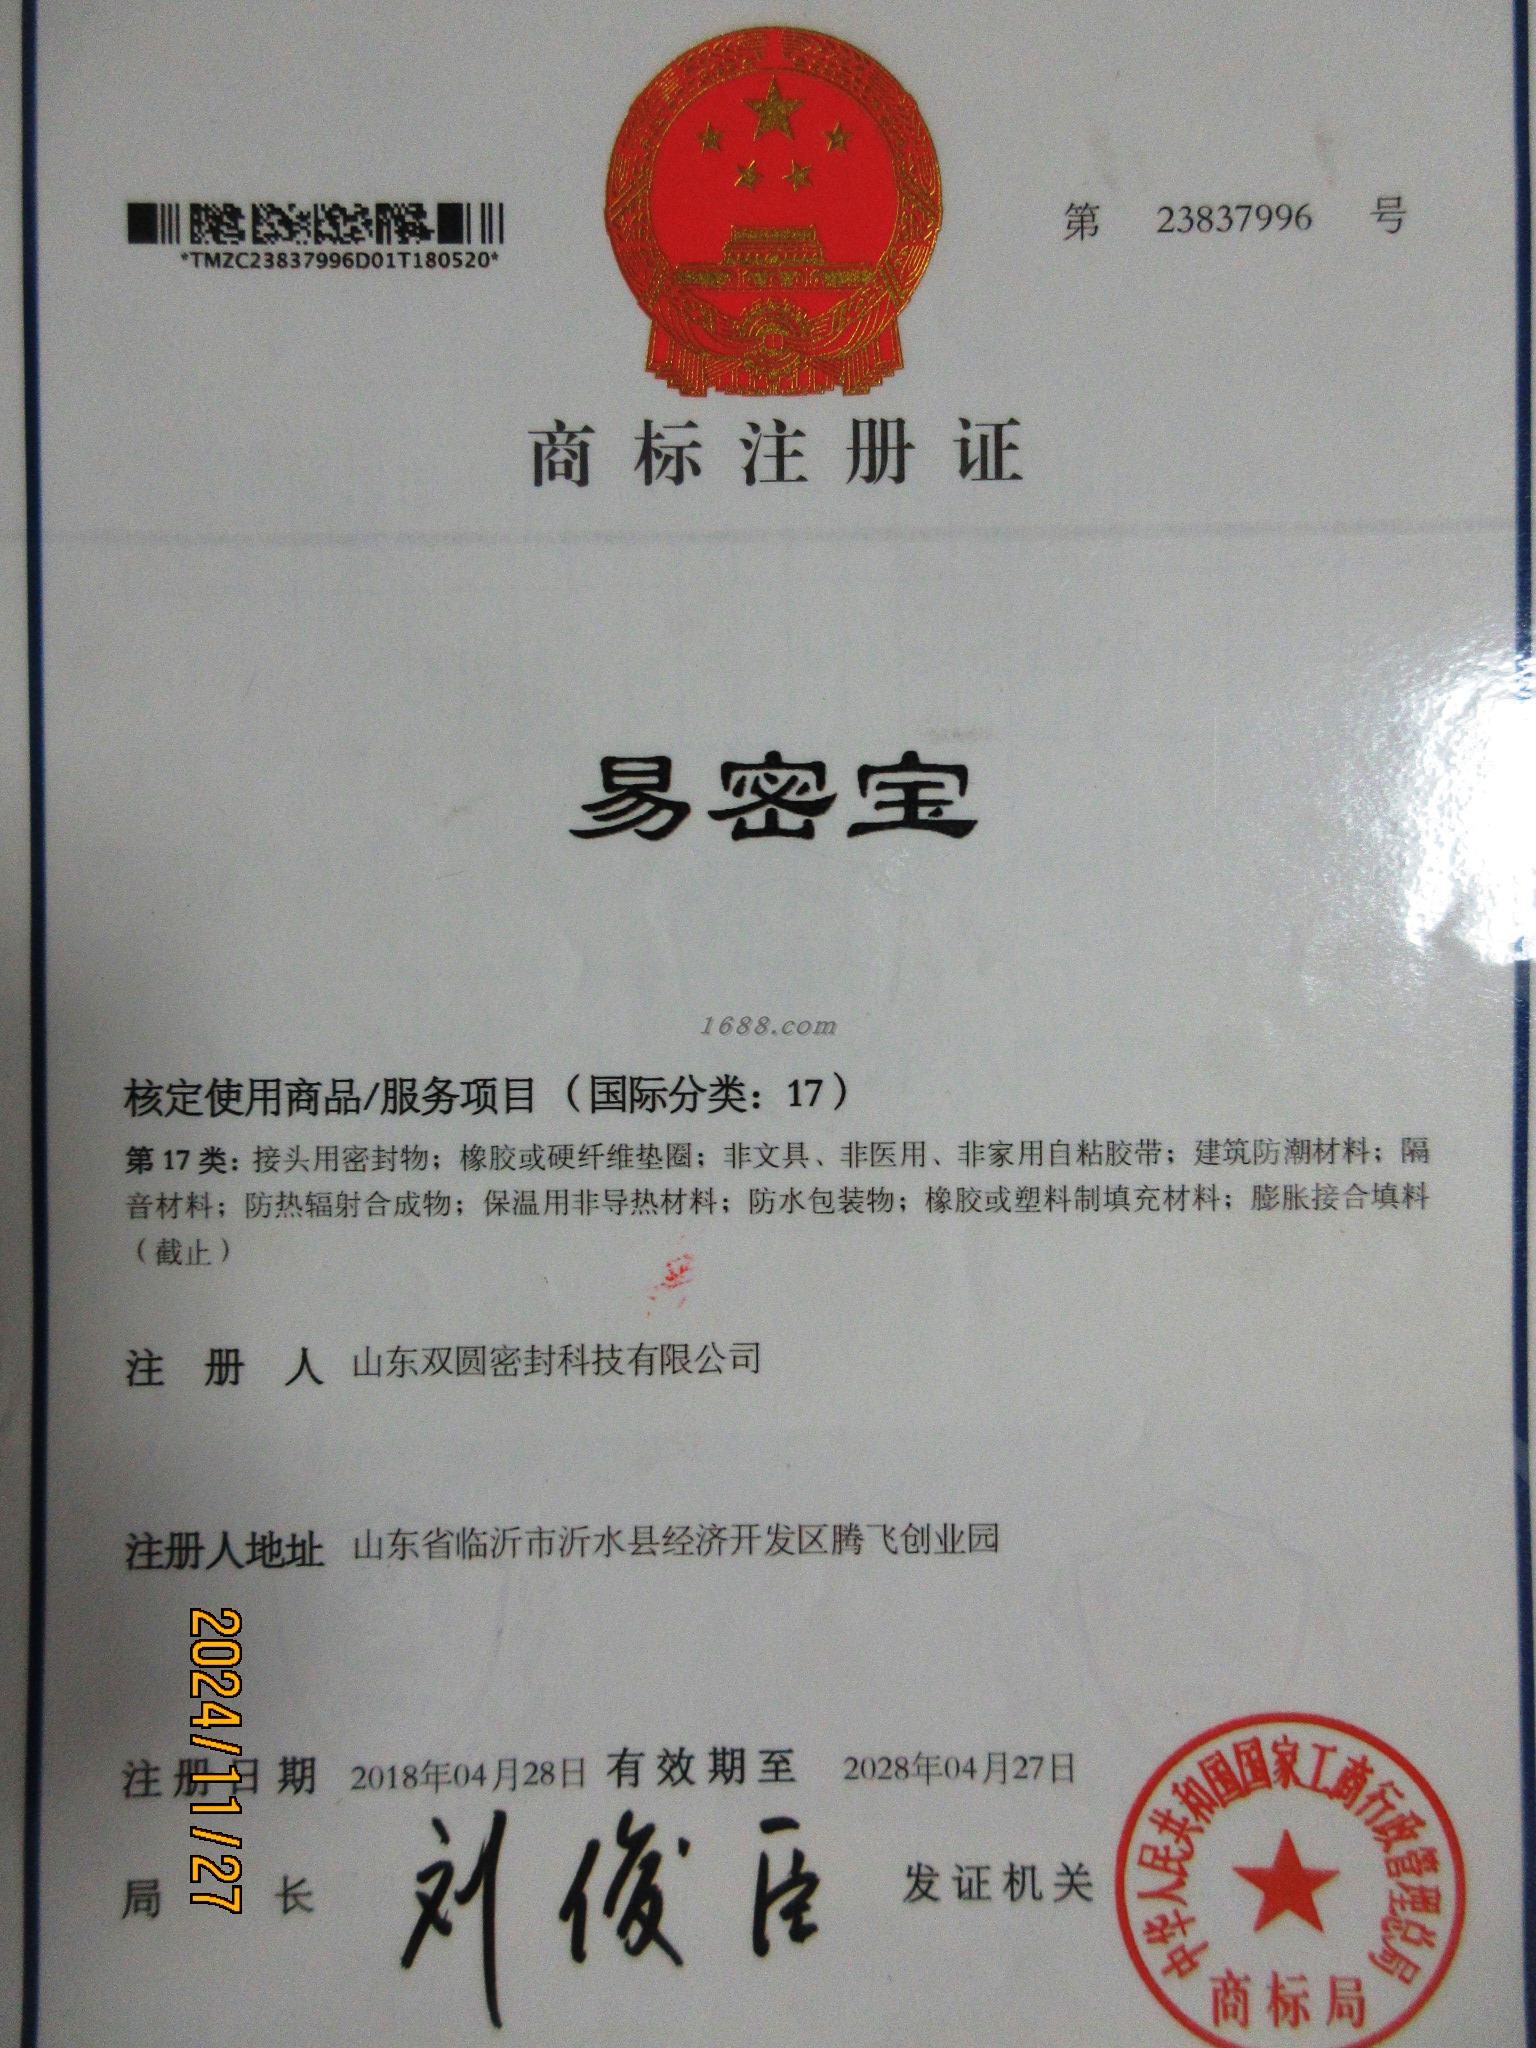 *TMZC23837996D01T180520*
第 23837996 号
商标注册证
易密宝
1688.com
核定使用商品/服务项目（国际分类：17）
第17类：接头用密封物；橡胶或硬纤维垫圈；非文具、非医用、非家用自粘胶带；建筑防潮材料；隔
音材料；防热辐射合成物；保温用非导热材料；防水包装物；橡胶或塑料制填充材料；膨胀接合填料
（截止）
注册人 山东双圆密封科技有限公司
注册人地址 山东省临沂市沂水县经济开发区腾飞创业园
2024/11/27
注册日期 2018年04月28日 有效期至 2028年04月27日
局长 刘俊臣 发证机关
中华人民共和国国家工商行政管理总局
商标局